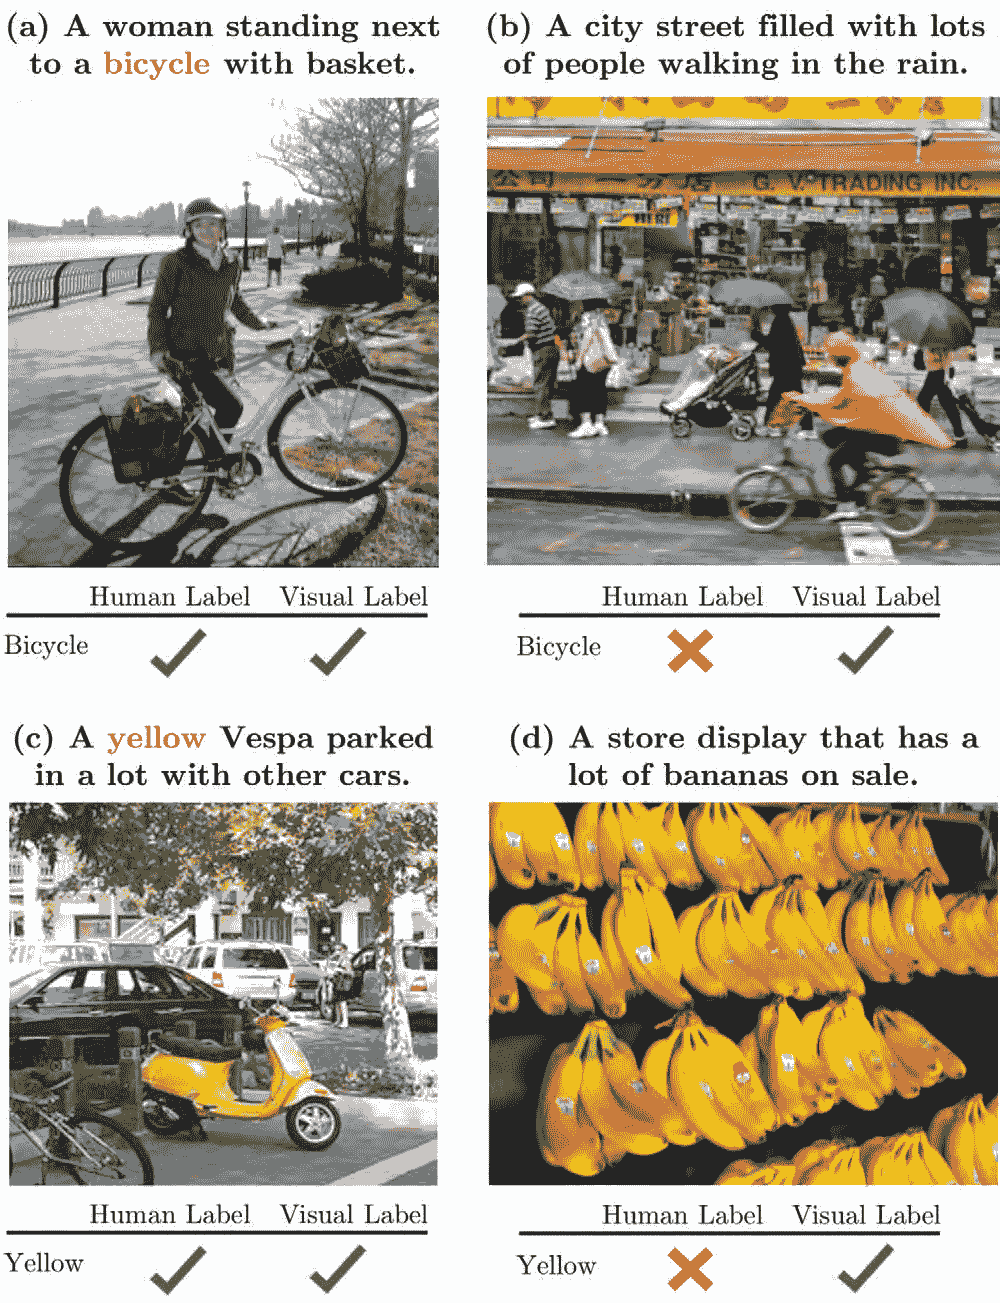 (a) A woman standing next
to a bicycle with basket.
(b) A city street filled with lots
of people walking in the rain.
公司
G. V. TRADING INC.
Human Label Visual Label
Bicycle
Human Label Visual Label
Bicycle
(c) A yellow Vespa parked
in a lot with other cars.
(d) A store display that has a
lot of bananas on sale.
Human Label Visual Label
Yellow
Human Label Visual Label
Yellow